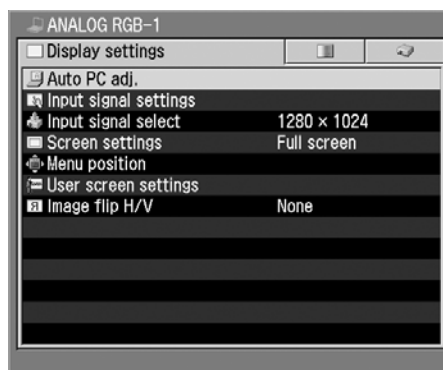 ANALOG RGB-1
Display settings
Auto PC adj.
Input signal settings
Input signal select 1280 × 1024
Screen settings Full screen
Menu position
User screen settings
Image flip H/V None